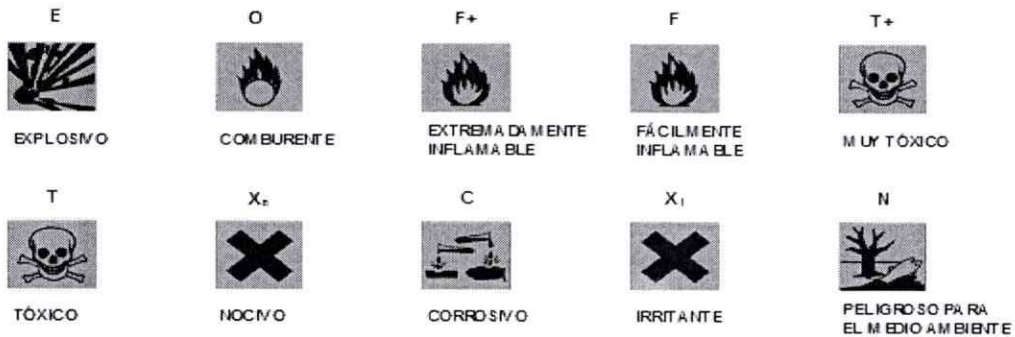 E O F+ F T+
EXPLOSIVO COMBURENTE EXTREMADAMENTE INFLAMABLE FÁCILMENTE INFLAMABLE MUY TÓXICO
T Xn C Xi N
TÓXICO NOCIVO CORROSIVO IRRITANTE PELIGROSO PARA EL MEDIO AMBIENTE